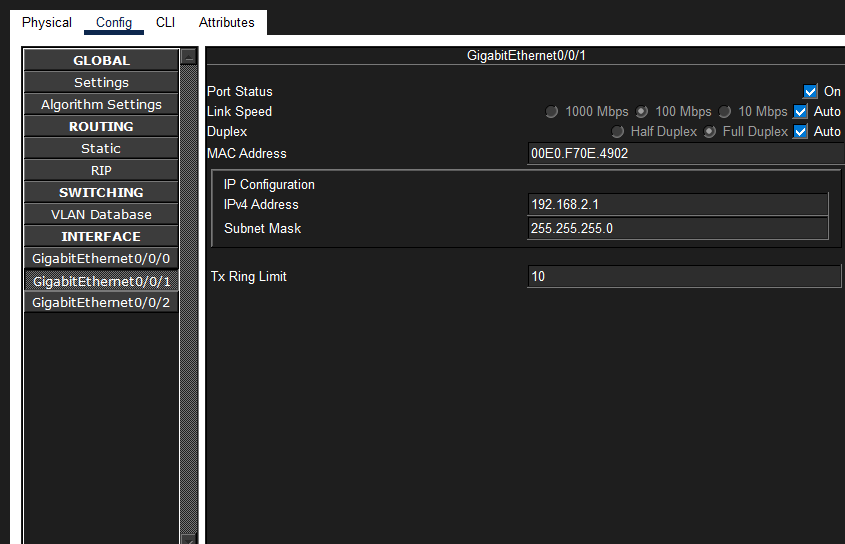 Physical Config CLI Attributes
GLOBAL
Settings
Algorithm Settings
ROUTING
Static
RIP
SWITCHING
VLAN Database
INTERFACE
GigabitEthernet0/0/0
GigabitEthernet0/0/1
GigabitEthernet0/0/2
GigabitEthernet0/0/1
Port Status On
Link Speed 1000 Mbps 100 Mbps 10 Mbps Auto
Duplex Half Duplex Full Duplex Auto
MAC Address 00E0.F70E.4902
IP Configuration
IPv4 Address 192.168.2.1
Subnet Mask 255.255.255.0
Tx Ring Limit 10